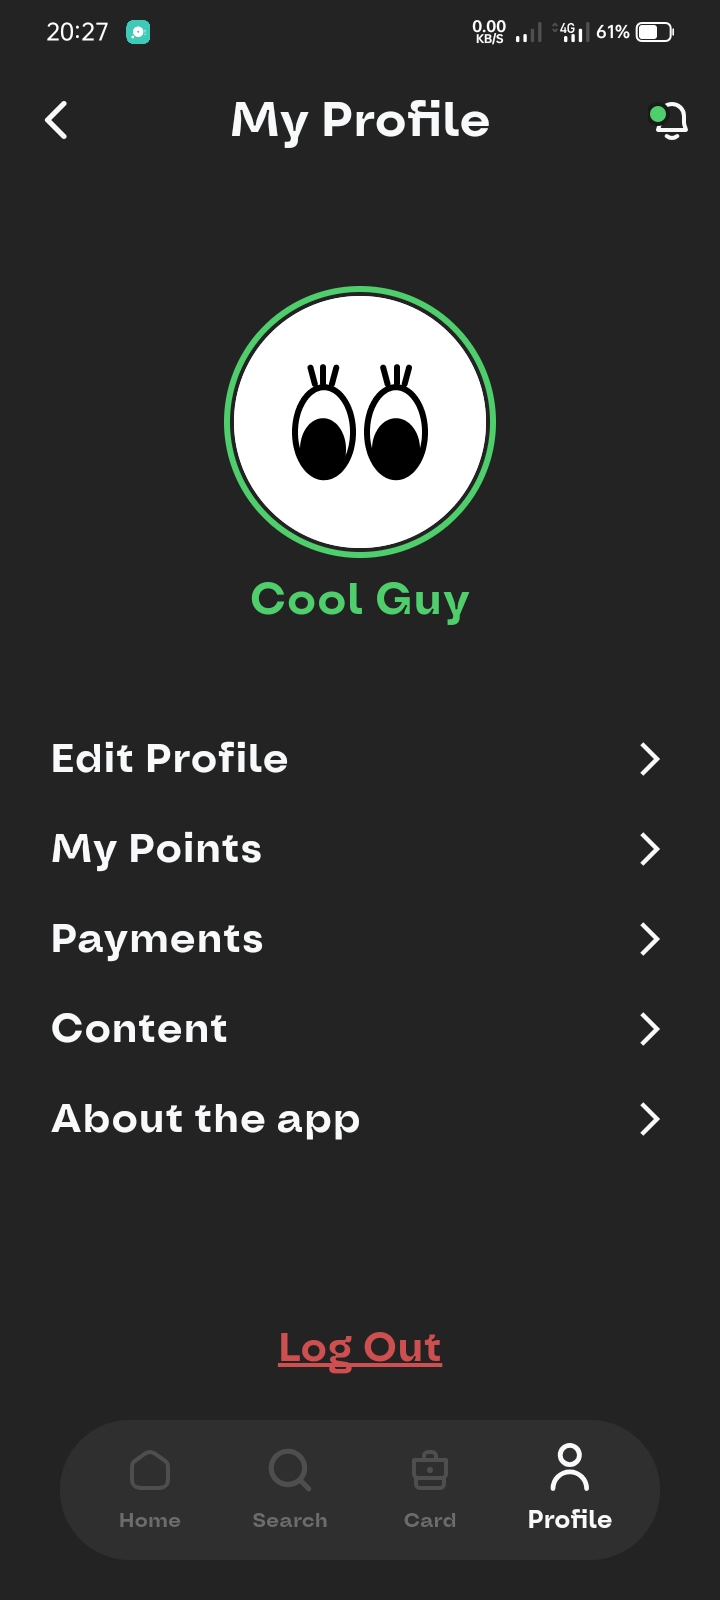 20:27
0.00
KB/S
4G
61%
My Profile
Cool Guy
Edit Profile
My Points
Payments
Content
About the app
Log Out
Home Search Card Profile